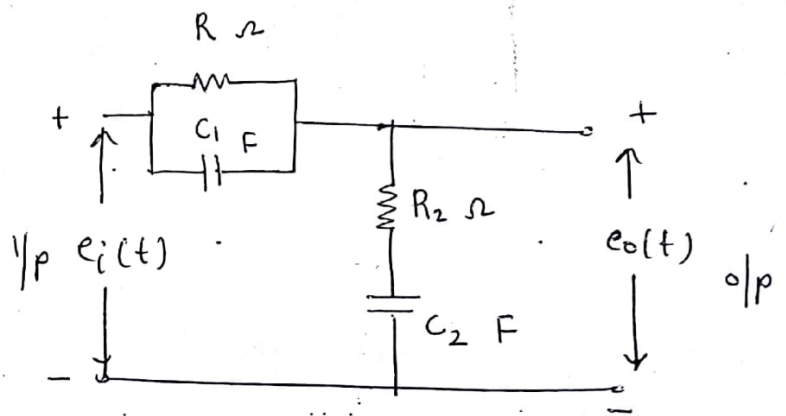 R Ω
+
C1 F
+
R2 Ω
I/p ei(t)
eo(t) o/p
C2 F
-
-